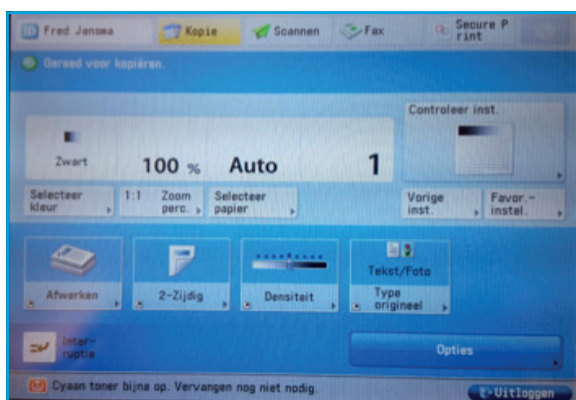 Fred Jansma
Kopie
Scannen
Fax
Secure P
rint
Gereed voor kopiëren.
Controleer inst.
Zwart
100 %
Auto
1
Selecteer
kleur
1:1
Zoom
perc.
Selecteer
papier
Vorige
inst.
Favor.-
instel.
Afwerken
2-Zijdig
Densiteit
Tekst/Foto
Type
origineel
Inter-
ruptie
Opties
Cyaan toner bijna op. Vervangen nog niet nodig.
Uitloggen